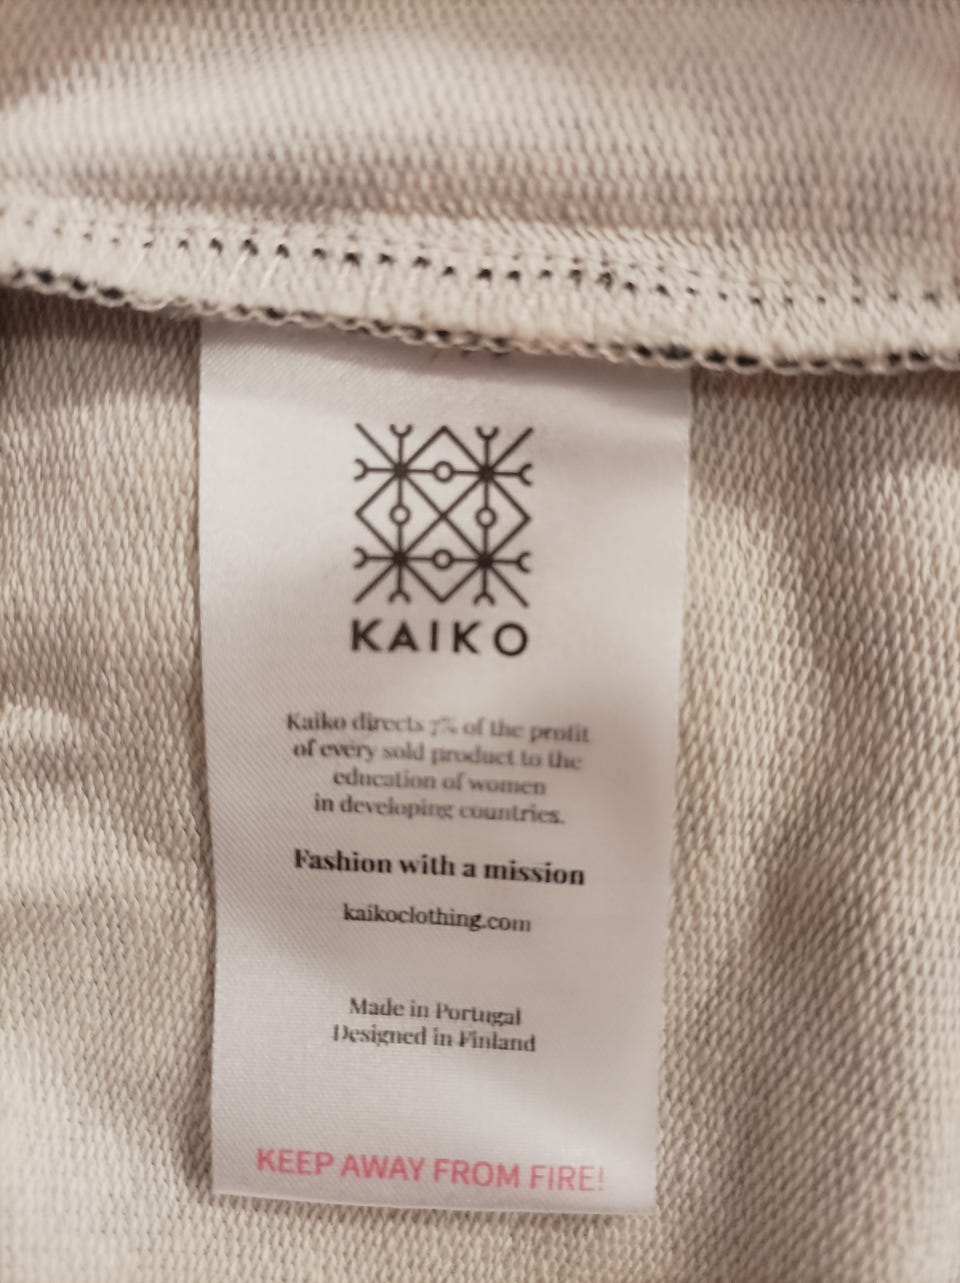 KAIKO
Kaiko directs 7% of the profit
of every sold product to the
education of women
in developing countries.
Fashion with a mission
kaikoclothing.com
Made in Portugal
Designed in Finland
KEEP AWAY FROM FIRE!